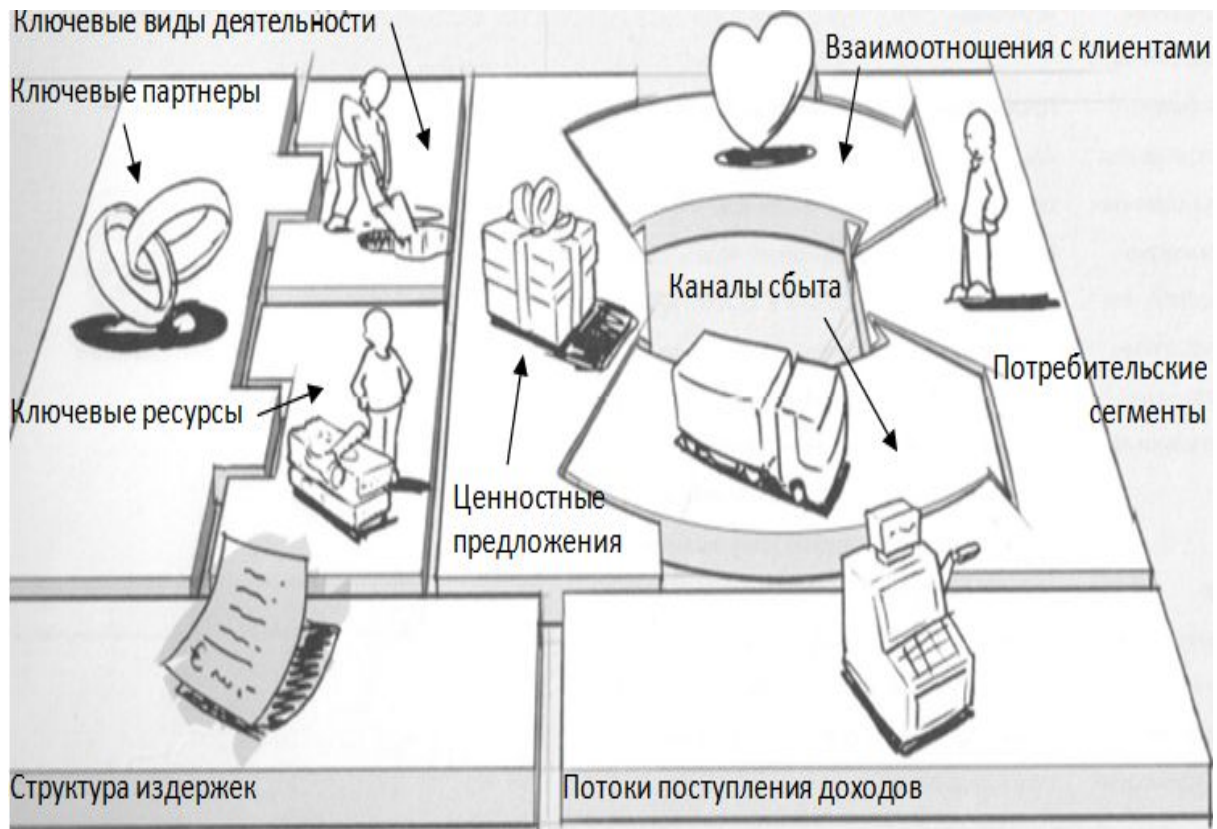 Ключевые виды деятельности
Взаимоотношения с клиентами
Ключевые партнеры
Каналы сбыта
Потребительские
сегменты
Ключевые ресурсы
Ценностные
предложения
Структура издержек
Потоки поступления доходов